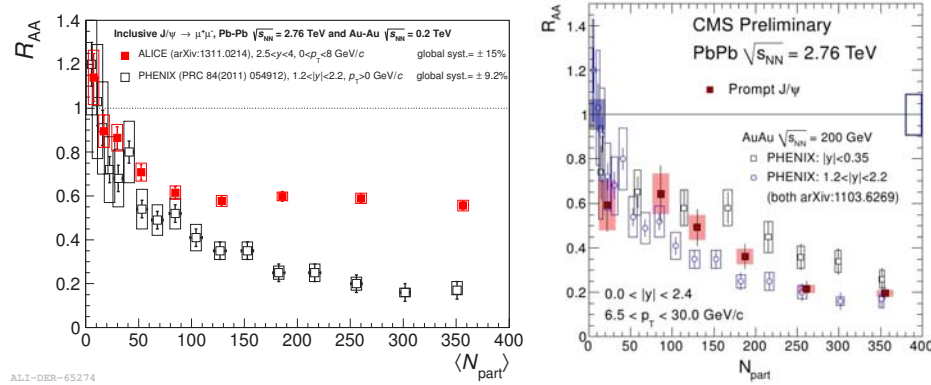 Inclusive J/ψ → μ⁺μ⁻, Pb-Pb √s_NN = 2.76 TeV and Au-Au √s_NN = 0.2 TeV
ALICE (arXiv:1311.0214), 2.5<y<4, 0<p_T<8 GeV/c global syst.= ± 15%
PHENIX (PRC 84(2011) 054912), 1.2<|y|<2.2, p_T>0 GeV/c global syst.= ± 9.2%
R_AA
1.4
1.2
1
0.8
0.6
0.4
0.2
0
0 50 100 150 200 250 300 350 400
⟨N_part⟩
ALI-DER-65274
R_AA
CMS Preliminary
PbPb √s_NN = 2.76 TeV
Prompt J/ψ
AuAu √s_NN = 200 GeV
PHENIX: |y|<0.35
PHENIX: 1.2<|y|<2.2
(both arXiv:1103.6269)
0.0 < |y| < 2.4
6.5 < p_T < 30.0 GeV/c
1.4
1.2
1
0.8
0.6
0.4
0.2
0
0 50 100 150 200 250 300 350 400
N_part